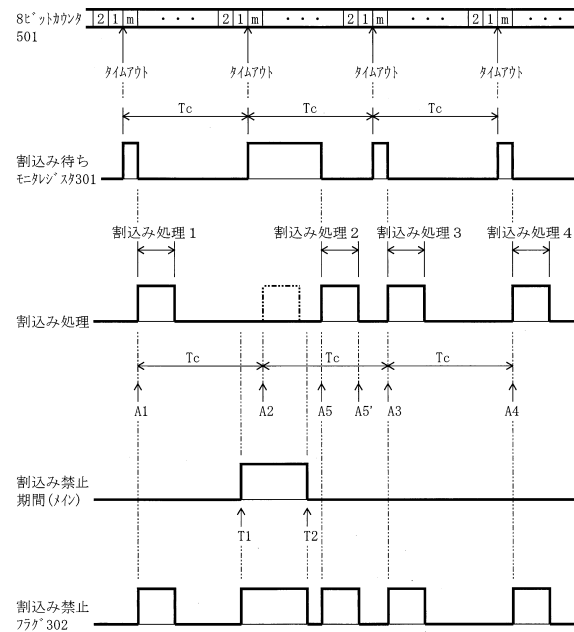 8ﾋﾞｯﾄｶｳﾝﾀ 2 1 m ・・・ 2 1 m ・・・ 2 1 m ・・・ 2 1 m ・・・
501
ﾀｲﾑｱｳﾄ ﾀｲﾑｱｳﾄ ﾀｲﾑｱｳﾄ ﾀｲﾑｱｳﾄ
Tc Tc Tc
割込み待ち
ﾓﾆﾀﾚｼﾞｽﾀ301
割込み処理1 割込み処理2 割込み処理3 割込み処理4
割込み処理
Tc Tc Tc
A1 A2 A5 A5' A3 A4
割込み禁止
期間(ﾒｲﾝ)
T1 T2
割込み禁止
ﾌﾗｸﾞ302